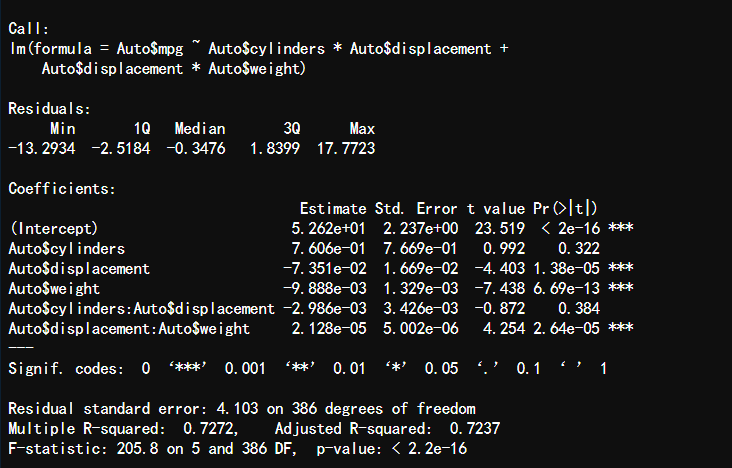 Call:
lm(formula = Auto$mpg ~ Auto$cylinders * Auto$displacement +
    Auto$displacement * Auto$weight)
Residuals:
     Min       1Q   Median       3Q      Max
-13.2934  -2.5184  -0.3476   1.8399  17.7723
Coefficients:
                                   Estimate Std. Error t value Pr(>|t|)
(Intercept)                       5.262e+01  2.237e+00  23.519  < 2e-16 ***
Auto$cylinders                    7.606e-01  7.669e-01   0.992    0.322
Auto$displacement                -7.351e-02  1.669e-02  -4.403 1.38e-05 ***
Auto$weight                      -9.888e-03  1.329e-03  -7.438 6.69e-13 ***
Auto$cylinders:Auto$displacement -2.986e-03  3.426e-03  -0.872    0.384
Auto$displacement:Auto$weight     2.128e-05  5.002e-06   4.254 2.64e-05 ***
---
Signif. codes:  0 ‘***’ 0.001 ‘**’ 0.01 ‘*’ 0.05 ‘.’ 0.1 ‘ ’ 1
Residual standard error: 4.103 on 386 degrees of freedom
Multiple R-squared:  0.7272,    Adjusted R-squared:  0.7237
F-statistic: 205.8 on 5 and 386 DF,  p-value: < 2.2e-16